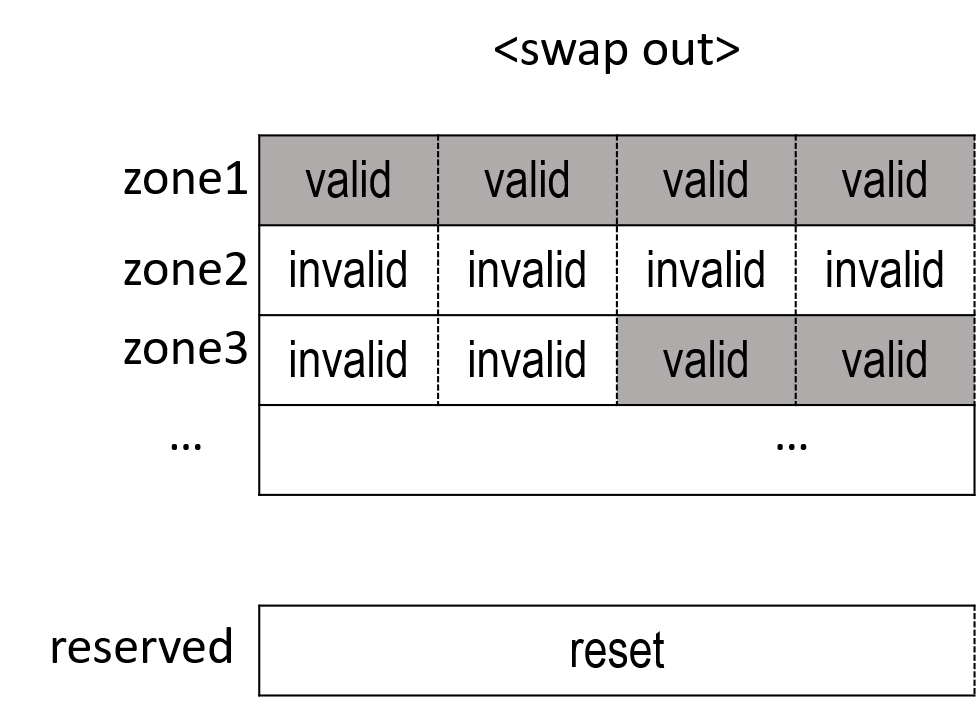 <swap out>
zone1 valid valid valid valid
zone2 invalid invalid invalid invalid
zone3 invalid invalid valid valid
... ...
reserved reset